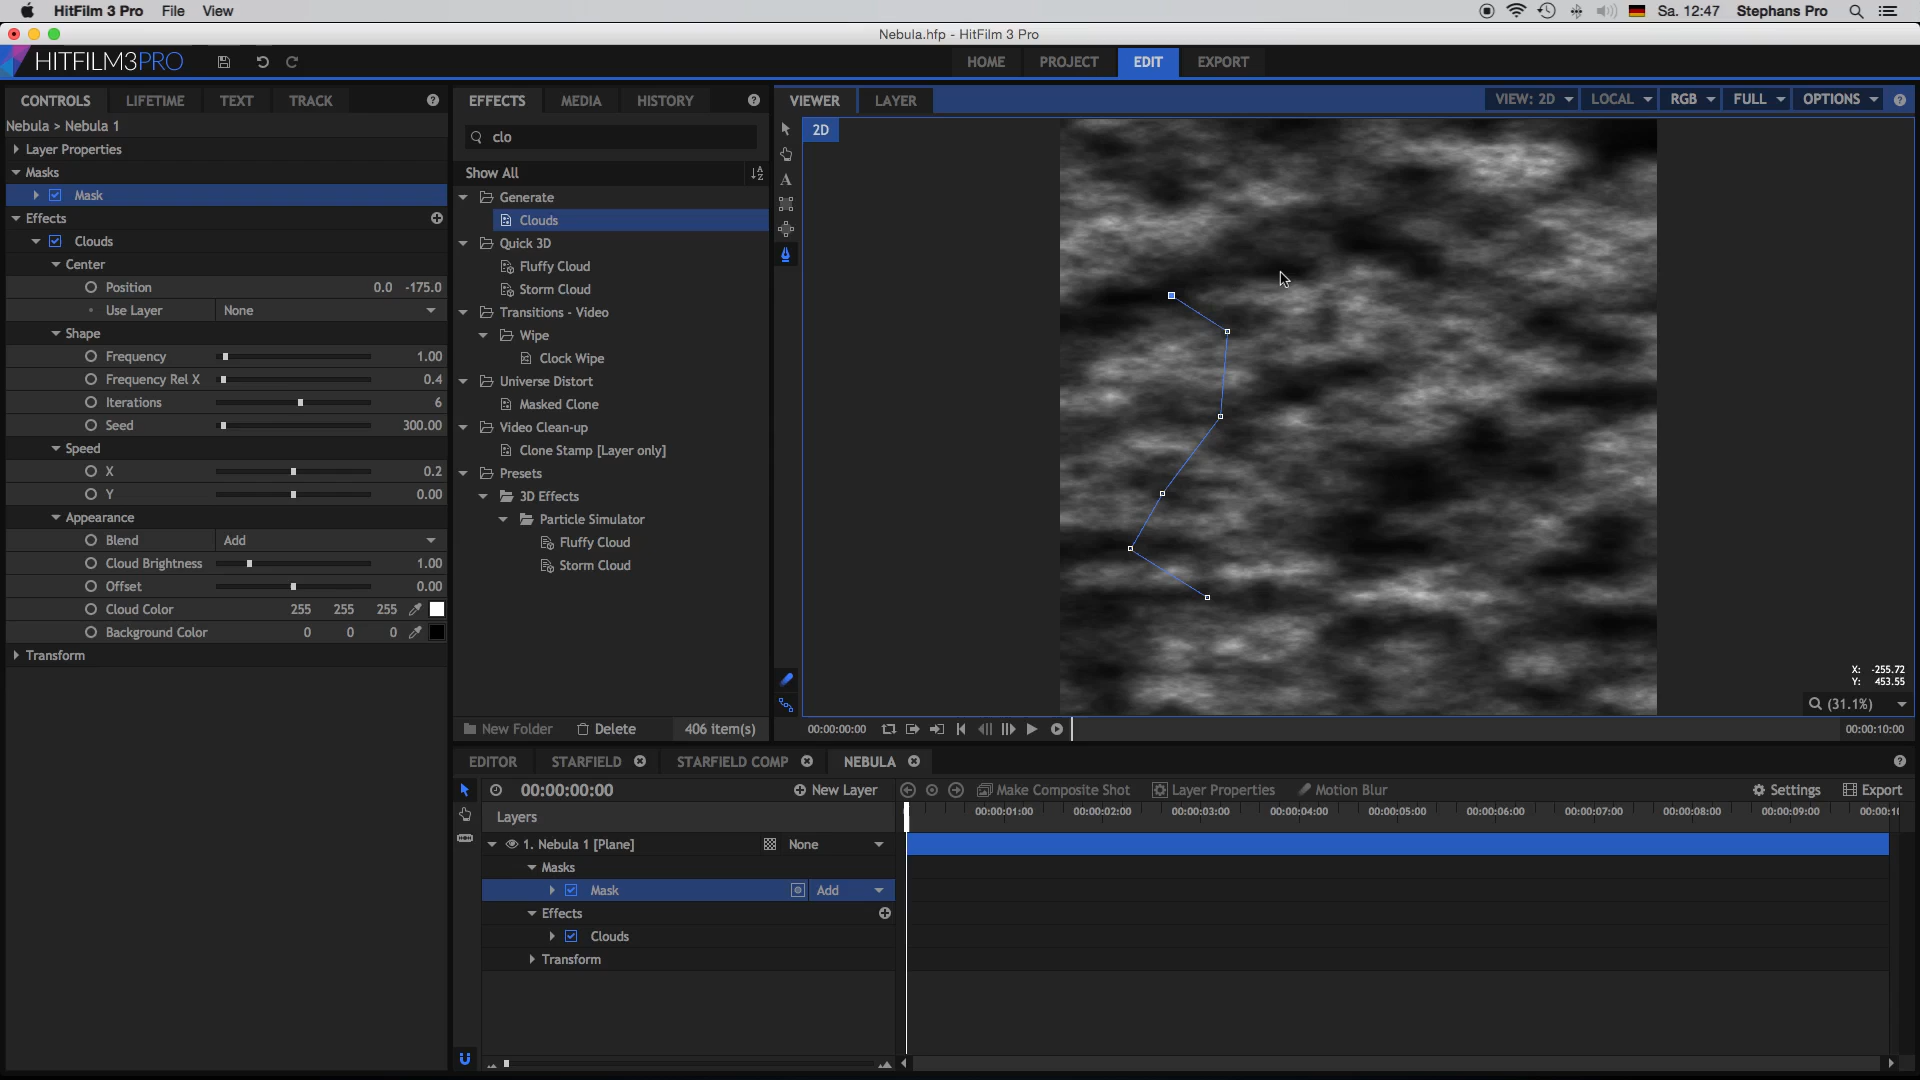 HitFilm 3 Pro File View Sa. 12:47 Stephans Pro
Nebula.hfp - HitFilm 3 Pro
HITFILM3PRO HOME PROJECT EDIT EXPORT
CONTROLS LIFETIME TEXT TRACK
Nebula > Nebula 1
Layer Properties
Masks
Mask
Effects
Clouds
Center
Position 0.0 -175.0
Use Layer None
Shape
Frequency 1.00
Frequency Rel X 0.4
Iterations 6
Seed 300.00
Speed
X 0.2
Y 0.00
Appearance
Blend Add
Cloud Brightness 1.00
Offset 0.00
Cloud Color 255 255 255
Background Color 0 0 0
Transform
EFFECTS MEDIA HISTORY
clo
Show All
Generate
Clouds
Quick 3D
Fluffy Cloud
Storm Cloud
Transitions - Video
Wipe
Clock Wipe
Universe Distort
Masked Clone
Video Clean-up
Clone Stamp [Layer only]
Presets
3D Effects
Particle Simulator
Fluffy Cloud
Storm Cloud
New Folder Delete 406 item(s)
VIEWER LAYER VIEW: 2D LOCAL RGB FULL OPTIONS
2D
A
X: -255.72
Y: 453.55
(31.1%)
00:00:00:00 00:00:10:00
EDITOR STARFIELD STARFIELD COMP NEBULA
00:00:00:00 New Layer Make Composite Shot Layer Properties Motion Blur Settings Export
Layers 00:00:01:00 00:00:02:00 00:00:03:00 00:00:04:00 00:00:05:00 00:00:06:00 00:00:07:00 00:00:08:00 00:00:09:00 00:00:10
1. Nebula 1 [Plane] None
Masks
Mask Add
Effects
Clouds
Transform